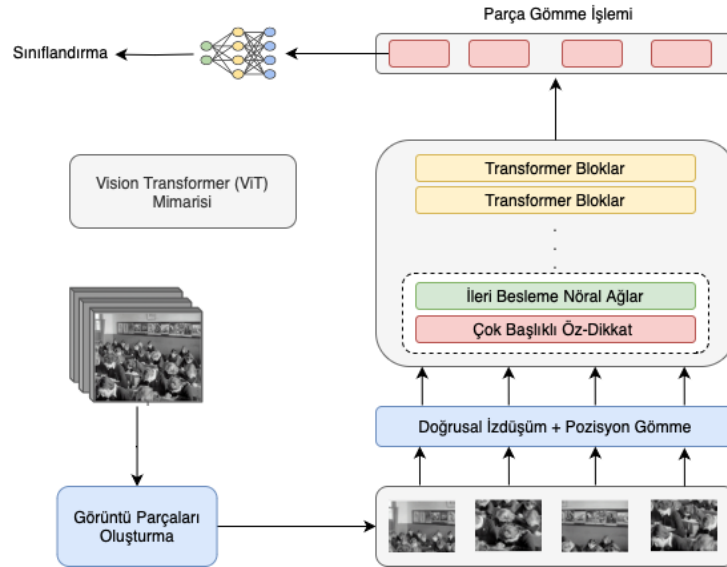 Parça Gömme İşlemi
Sınıflandırma
Vision Transformer (ViT)
Mimarisi
Transformer Bloklar
Transformer Bloklar
.
.
.
İleri Besleme Nöral Ağlar
Çok Başlıklı Öz-Dikkat
Doğrusal İzdüşüm + Pozisyon Gömme
Görüntü Parçaları
Oluşturma